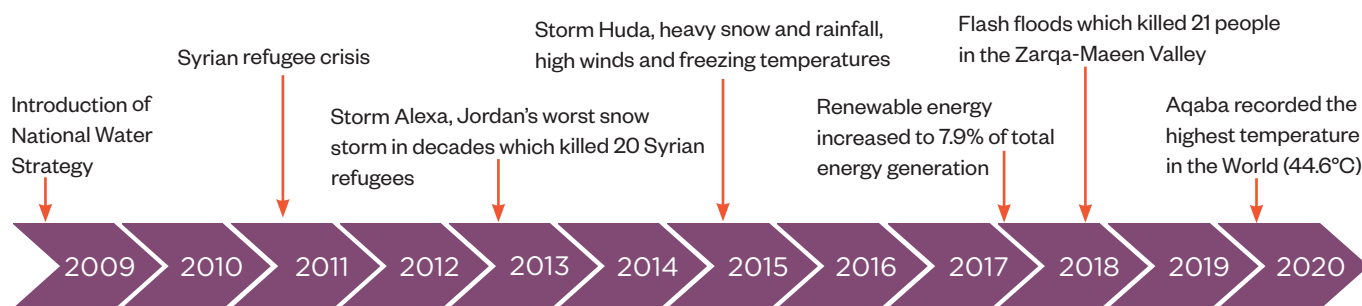 Introduction of
National Water
Strategy
Syrian refugee crisis
Storm Alexa, Jordan’s worst snow
storm in decades which killed 20 Syrian
refugees
Storm Huda, heavy snow and rainfall,
high winds and freezing temperatures
Renewable energy
increased to 7.9% of total
energy generation
Flash floods which killed 21 people
in the Zarqa-Maeen Valley
Aqaba recorded the
highest temperature
in the World (44.6°C)
2009
2010
2011
2012
2013
2014
2015
2016
2017
2018
2019
2020